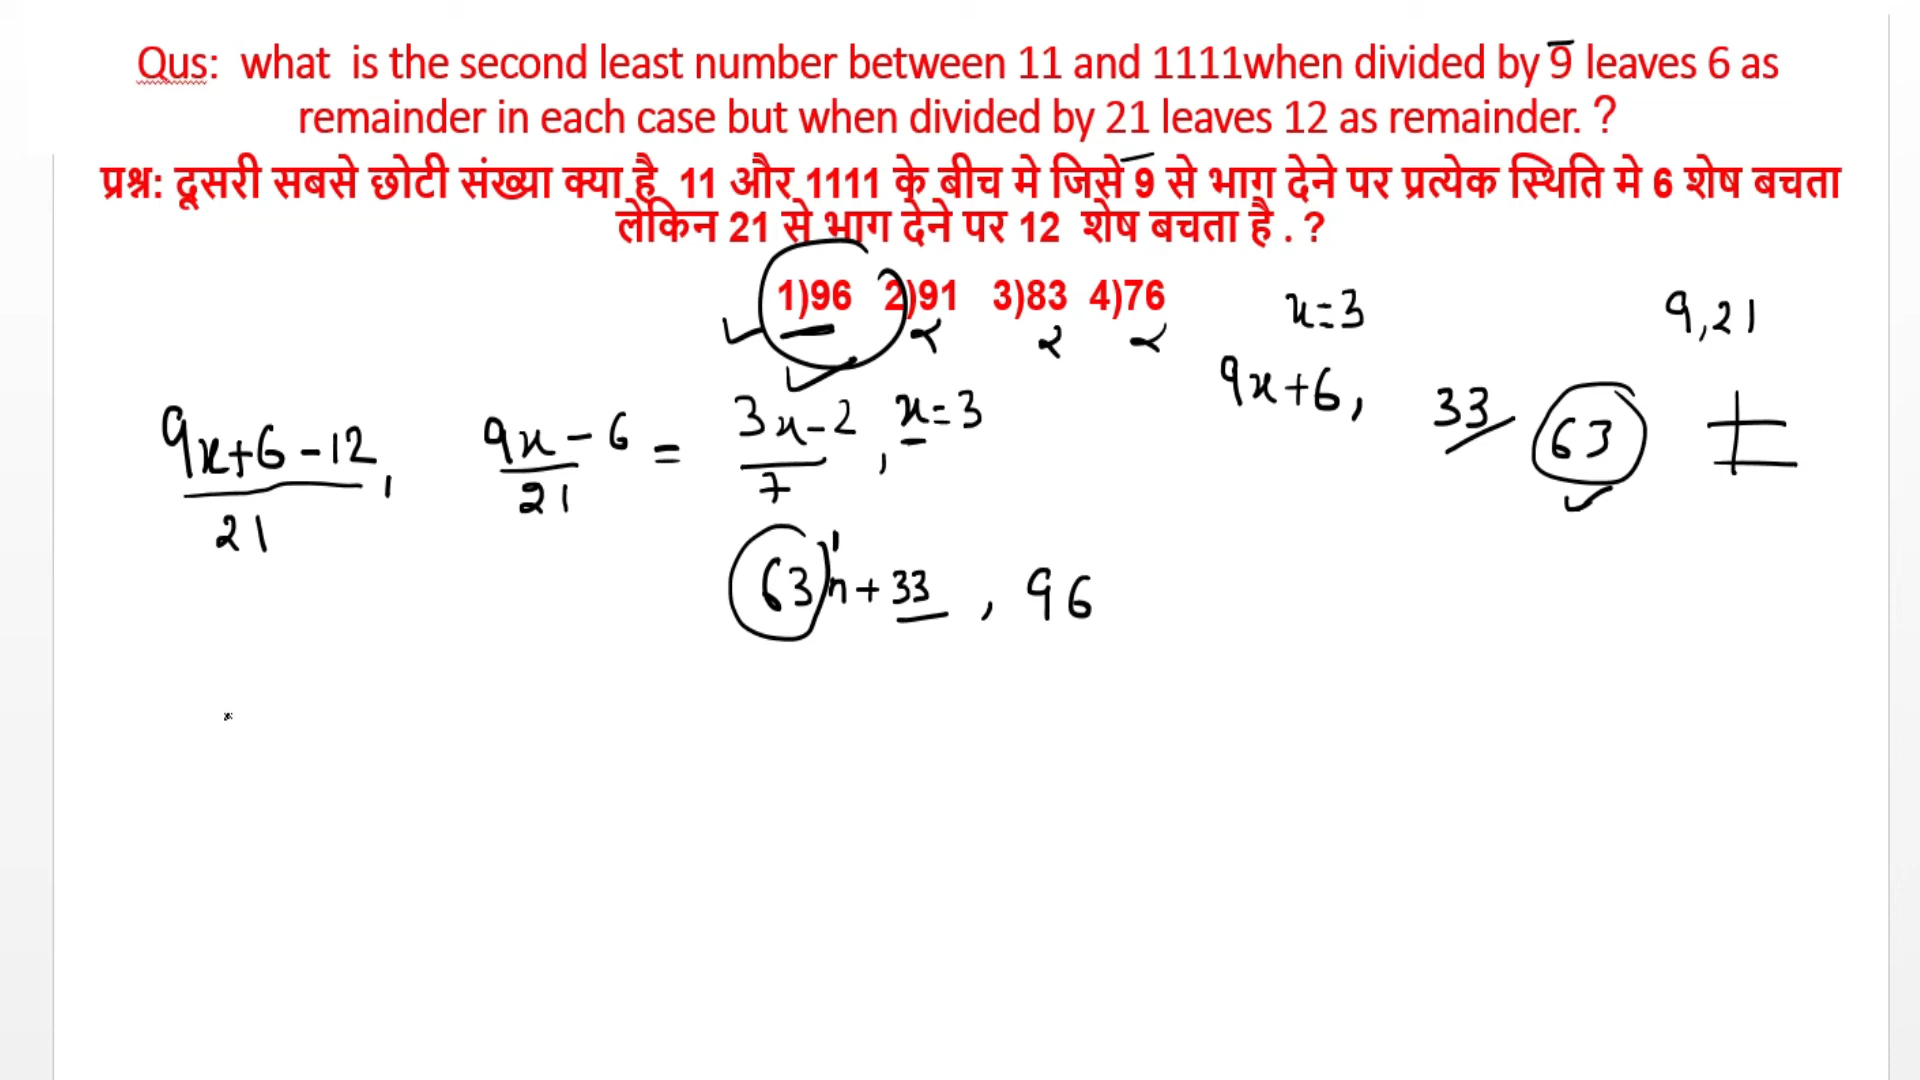 Qus: what is the second least number between 11 and 1111when divided by 9 leaves 6 as
remainder in each case but when divided by 21 leaves 12 as remainder. ?
प्रश्न: दूसरी सबसे छोटी संख्या क्या है 11 और 1111 के बीच मे जिसे 9 से भाग देने पर प्रत्येक स्थिति मे 6 शेष बचता
लेकिन 21 से भाग देने पर 12 शेष बचता है . ?
1)96 2)91 3)83 4)76
x=3
9,21
9x+6, 33 63
9x+6-12,
21
9x-6 =
21
3x-2, x=3
7
63n+33, 96
1